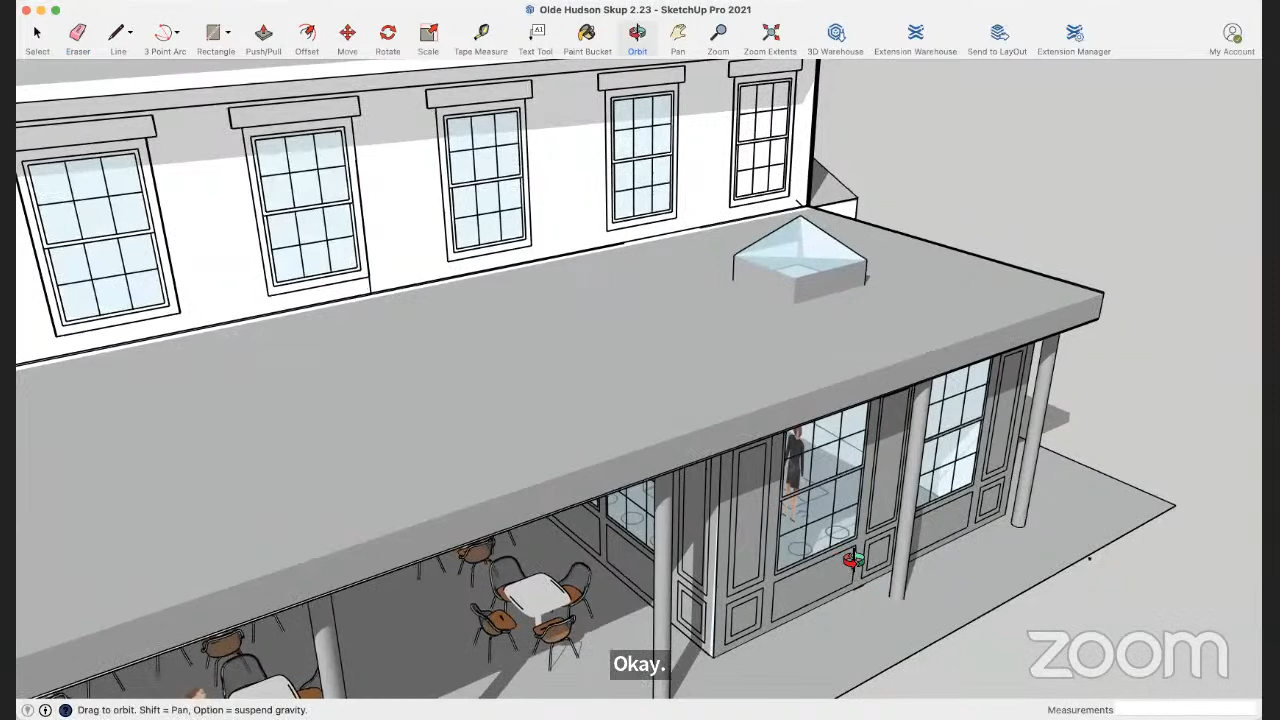 Olde Hudson Skup 2.23 - SketchUp Pro 2021
Select Eraser Line 3 Point Arc Rectangle Push/Pull Offset Move Rotate Scale Tape Measure Text Tool Paint Bucket Orbit Pan Zoom Zoom Extents 3D Warehouse Extension Warehouse Send to LayOut Extension Manager My Account
A1
Okay.
zoom
Drag to orbit. Shift = Pan, Option = suspend gravity. Measurements